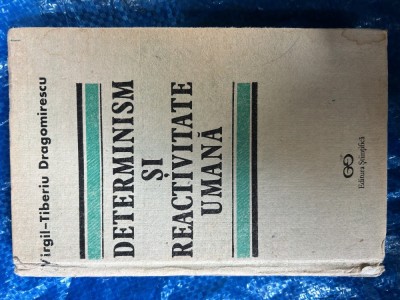 Virgil-Tiberiu Dragomirescu
DETERMINISM
ȘI
REACTIVITATE
UMANĂ
Editura Științifică